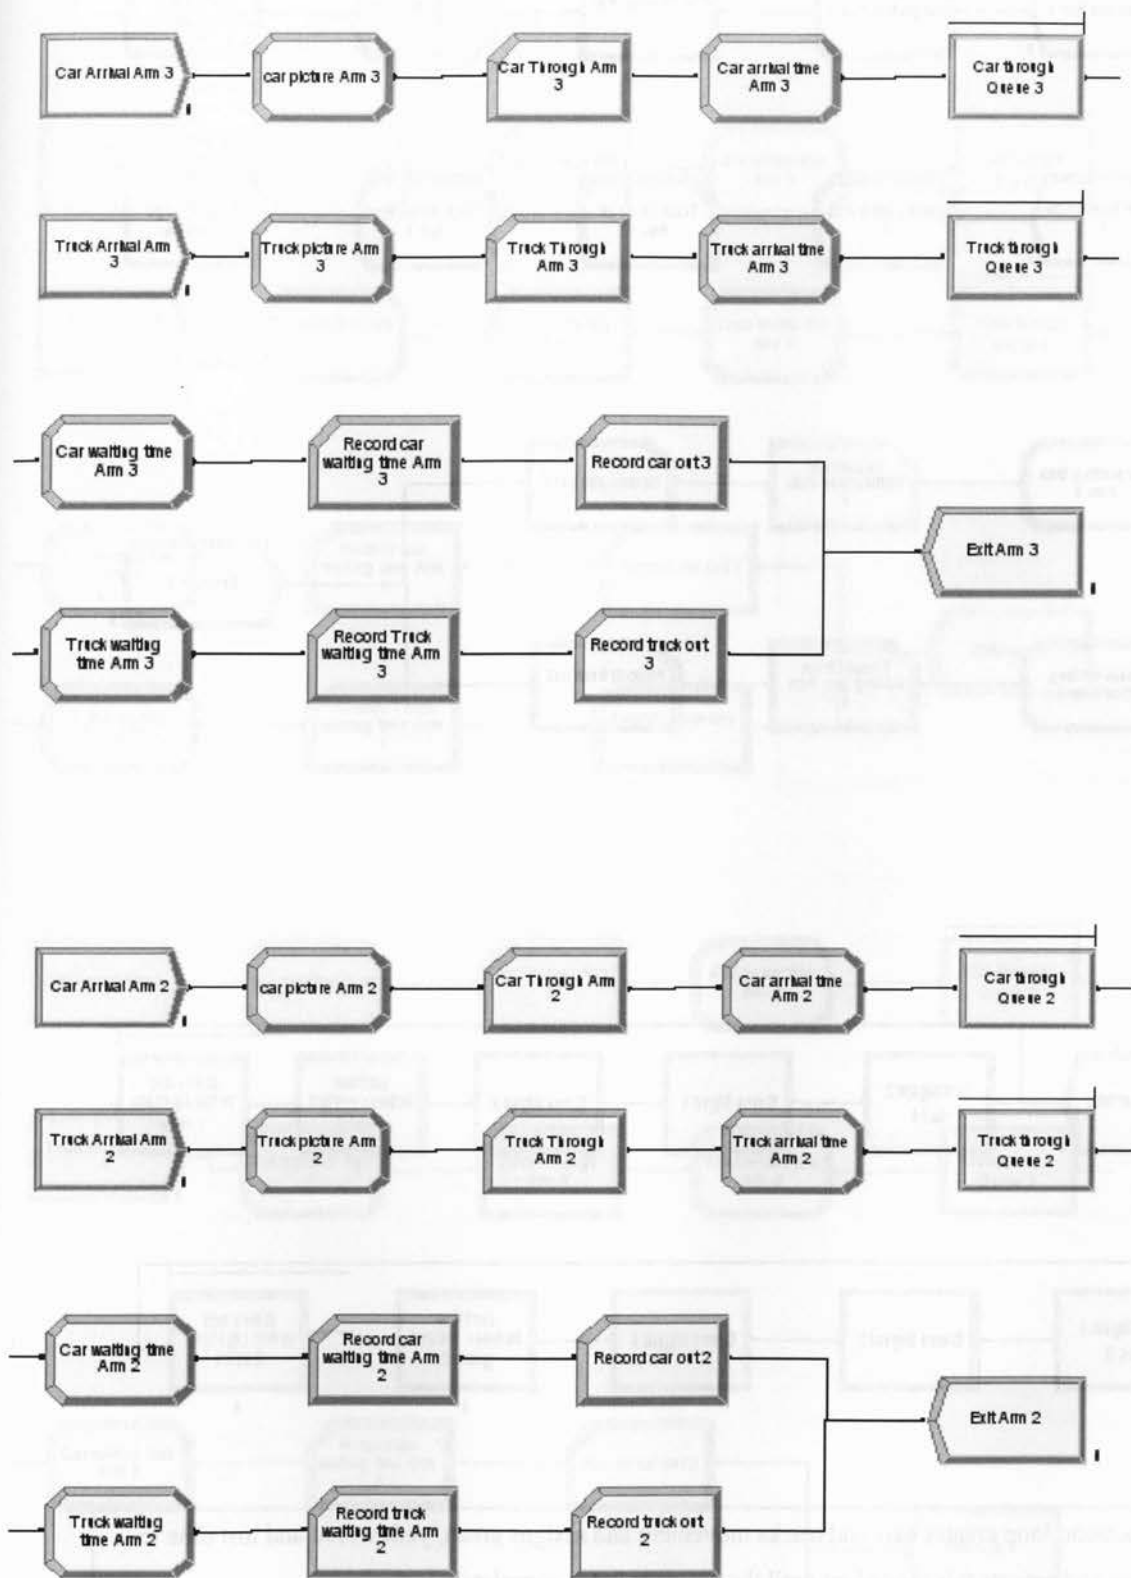 Car Arrival Arm 3
car picture Arm 3
Car Through Arm
3
Car arrival time
Arm 3
Car through
Queue 3
Truck Arrival Arm
3
Truck picture Arm
3
Truck Through
Arm 3
Truck arrival time
Arm 3
Truck through
Queue 3
Car waiting time
Arm 3
Record car
waiting time Arm
3
Record car out 3
Exit Arm 3
Truck waiting
time Arm 3
Record Truck
waiting time Arm
3
Record truck out
3
Car Arrival Arm 2
car picture Arm 2
Car Through Arm
2
Car arrival time
Arm 2
Car through
Queue 2
Truck Arrival Arm
2
Truck picture Arm
2
Truck Through
Arm 2
Truck arrival time
Arm 2
Truck through
Queue 2
Car waiting time
Arm 2
Record car
waiting time Arm
2
Record car out 2
Exit Arm 2
Truck waiting
time Arm 2
Record truck
waiting time Arm
2
Record truck out
2